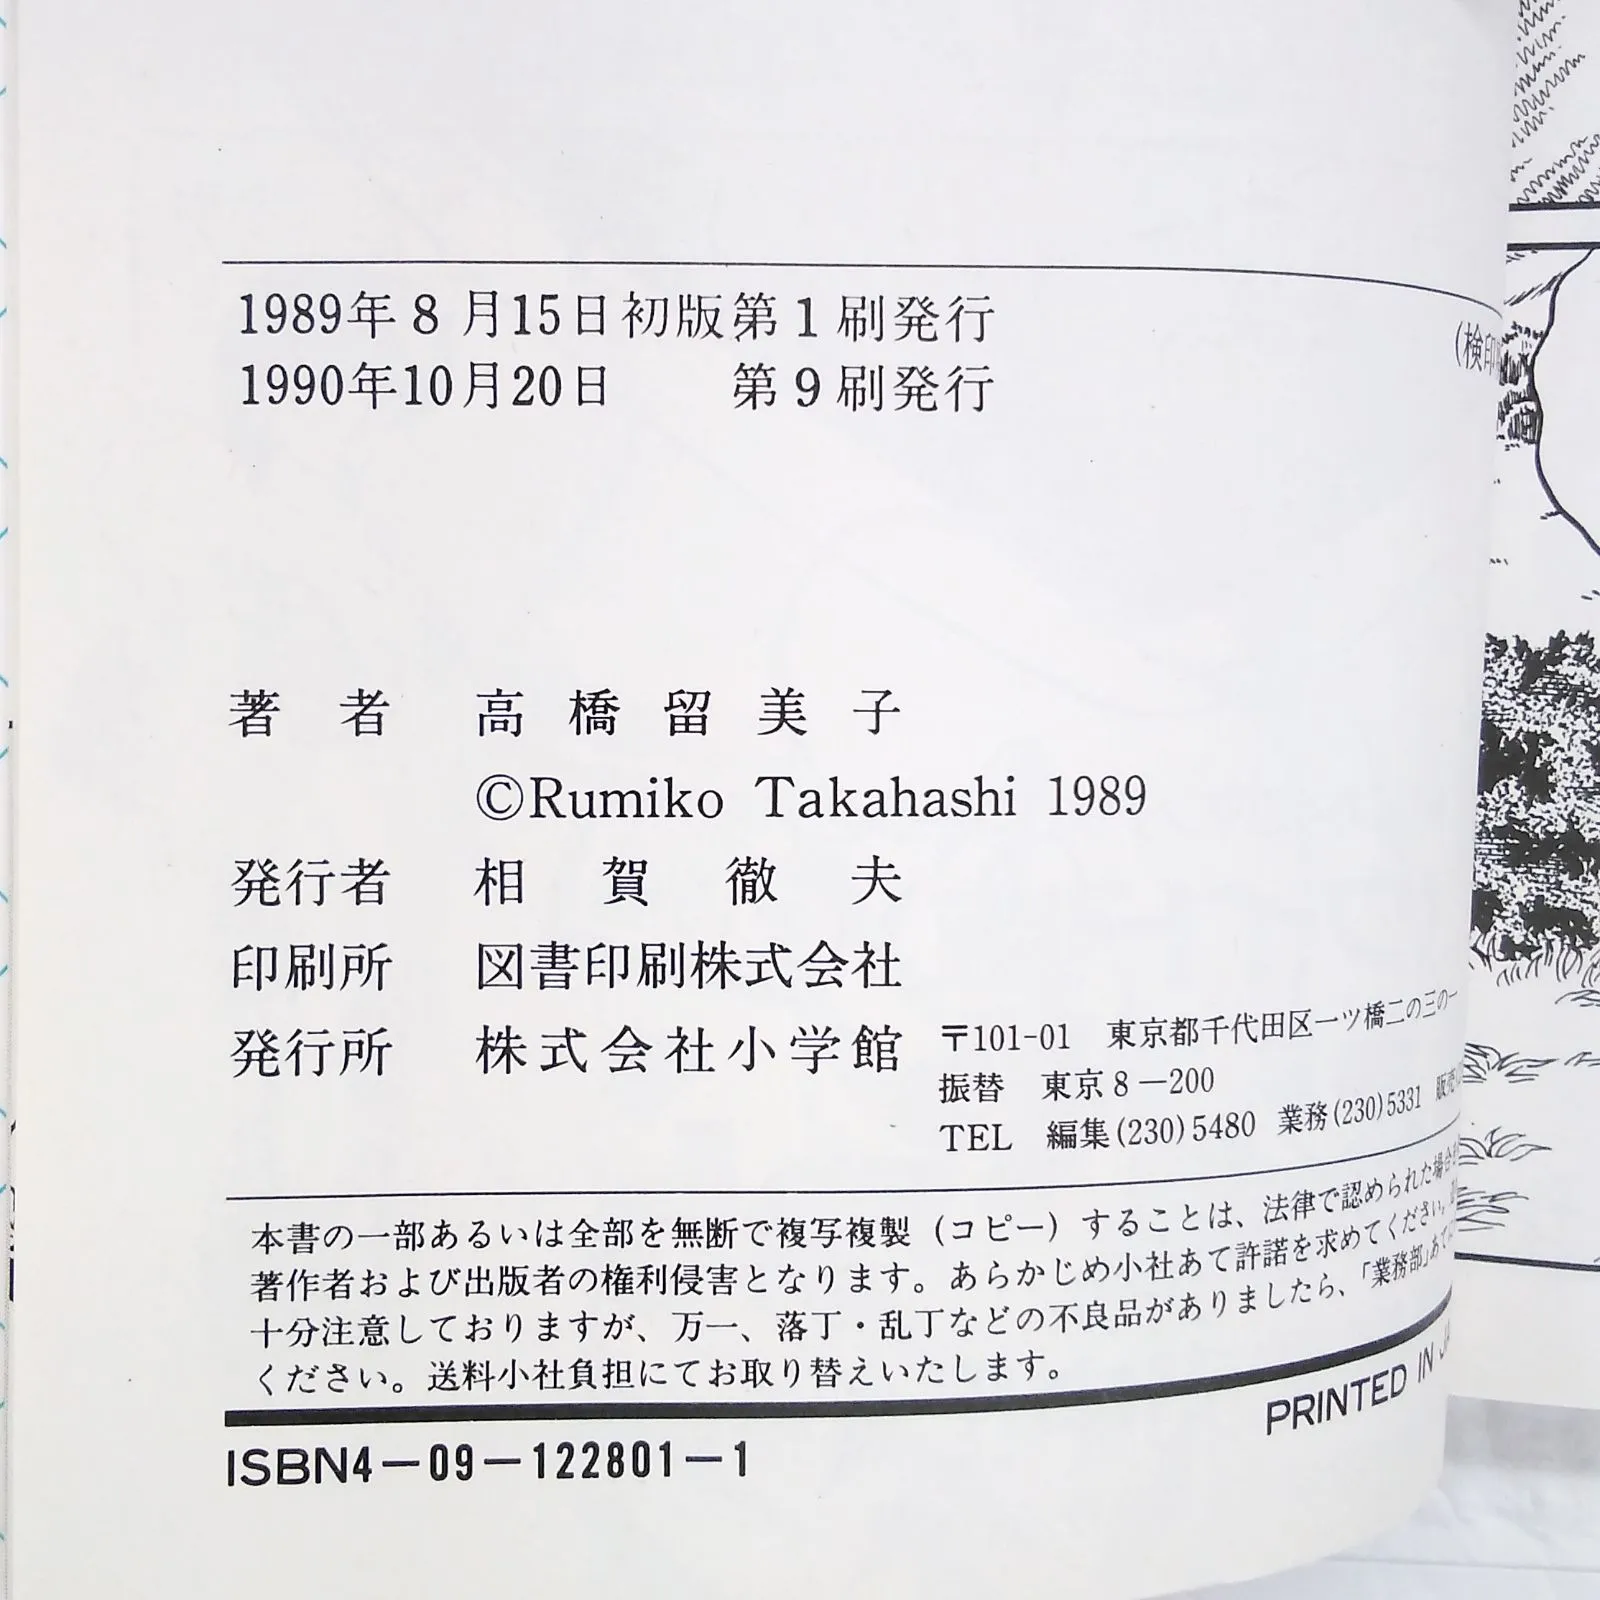 1989年8月15日初版第1刷発行
(検印
1990年10月20日 第9刷発行
著者 高橋留美子
©Rumiko Takahashi 1989
発行者 相賀徹夫
印刷所 図書印刷株式会社
発行所 株式会社小学館
〒101-01 東京都千代田区一ツ橋二の三の一
振替 東京8－200
TEL 編集(230)5480 業務(230)5331 販売
本書の一部あるいは全部を無断で複写複製（コピー）することは、法律で認められた場合
著作者および出版者の権利侵害となります。あらかじめ小社あて許諾を求めてください。
十分注意しておりますが、万一、落丁・乱丁などの不良品がありましたら、「業務部」あて
ください。送料小社負担にてお取り替えいたします。
PRINTED IN
ISBN4－09－122801－1